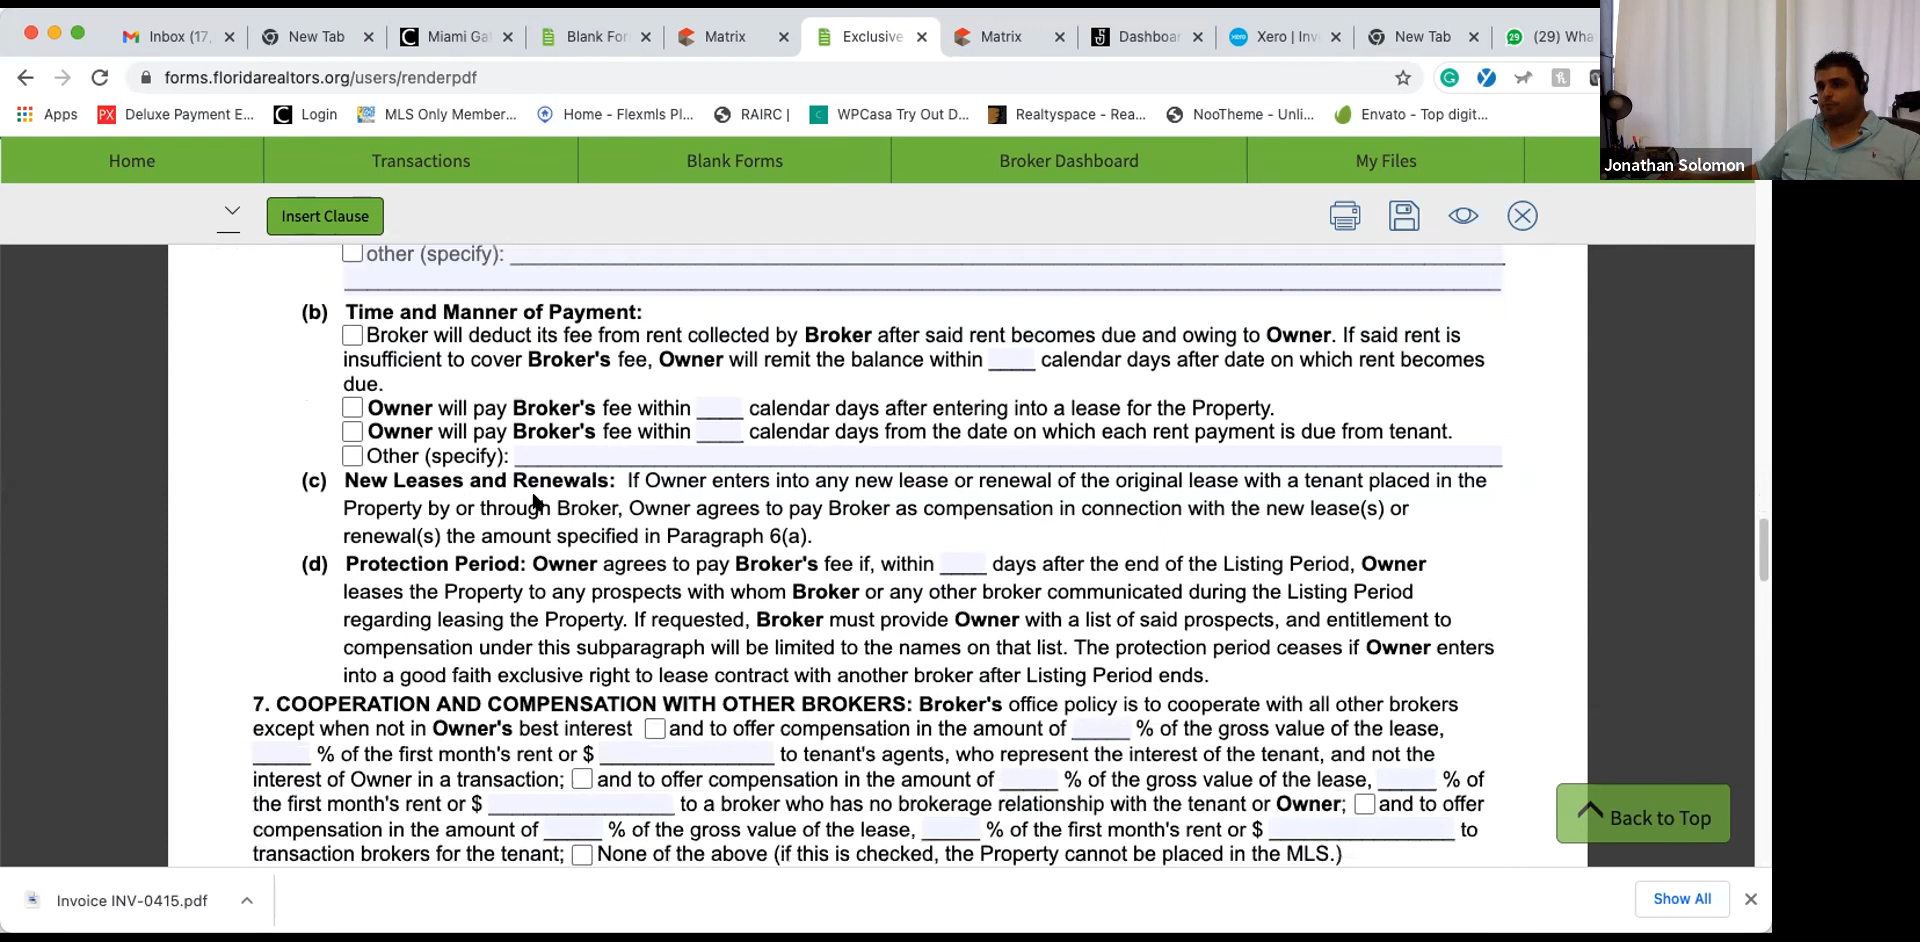 Inbox (17,
New Tab
Miami Ga
Blank For
Matrix
Exclusive
Matrix
Dashboar
Xero | Inv
New Tab
(29) Wha
forms.floridarealtors.org/users/renderpdf
Apps
PX Deluxe Payment E...
Login
MLS Only Member...
Home - Flexmls Pl...
RAIRC |
WPCasa Try Out D...
Realtyspace - Rea...
NooTheme - Unli...
Envato - Top digit...
Jonathan Solomon
Home
Transactions
Blank Forms
Broker Dashboard
My Files
Insert Clause
other (specify):
(b) Time and Manner of Payment:
Broker will deduct its fee from rent collected by Broker after said rent becomes due and owing to Owner. If said rent is
insufficient to cover Broker's fee, Owner will remit the balance within ____ calendar days after date on which rent becomes
due.
Owner will pay Broker's fee within ____ calendar days after entering into a lease for the Property.
Owner will pay Broker's fee within ____ calendar days from the date on which each rent payment is due from tenant.
Other (specify):
(c) New Leases and Renewals: If Owner enters into any new lease or renewal of the original lease with a tenant placed in the
Property by or through Broker, Owner agrees to pay Broker as compensation in connection with the new lease(s) or
renewal(s) the amount specified in Paragraph 6(a).
(d) Protection Period: Owner agrees to pay Broker's fee if, within ____ days after the end of the Listing Period, Owner
leases the Property to any prospects with whom Broker or any other broker communicated during the Listing Period
regarding leasing the Property. If requested, Broker must provide Owner with a list of said prospects, and entitlement to
compensation under this subparagraph will be limited to the names on that list. The protection period ceases if Owner enters
into a good faith exclusive right to lease contract with another broker after Listing Period ends.
7. COOPERATION AND COMPENSATION WITH OTHER BROKERS: Broker's office policy is to cooperate with all other brokers
except when not in Owner's best interest and to offer compensation in the amount of _____ % of the gross value of the lease,
_____ % of the first month's rent or $ _______________ to tenant's agents, who represent the interest of the tenant, and not the
interest of Owner in a transaction; and to offer compensation in the amount of _____ % of the gross value of the lease, _____ % of
the first month's rent or $ ________________ to a broker who has no brokerage relationship with the tenant or Owner; and to offer
compensation in the amount of _____ % of the gross value of the lease, _____ % of the first month's rent or $ ________________ to
transaction brokers for the tenant; None of the above (if this is checked, the Property cannot be placed in the MLS.)
Back to Top
Invoice INV-0415.pdf
Show All